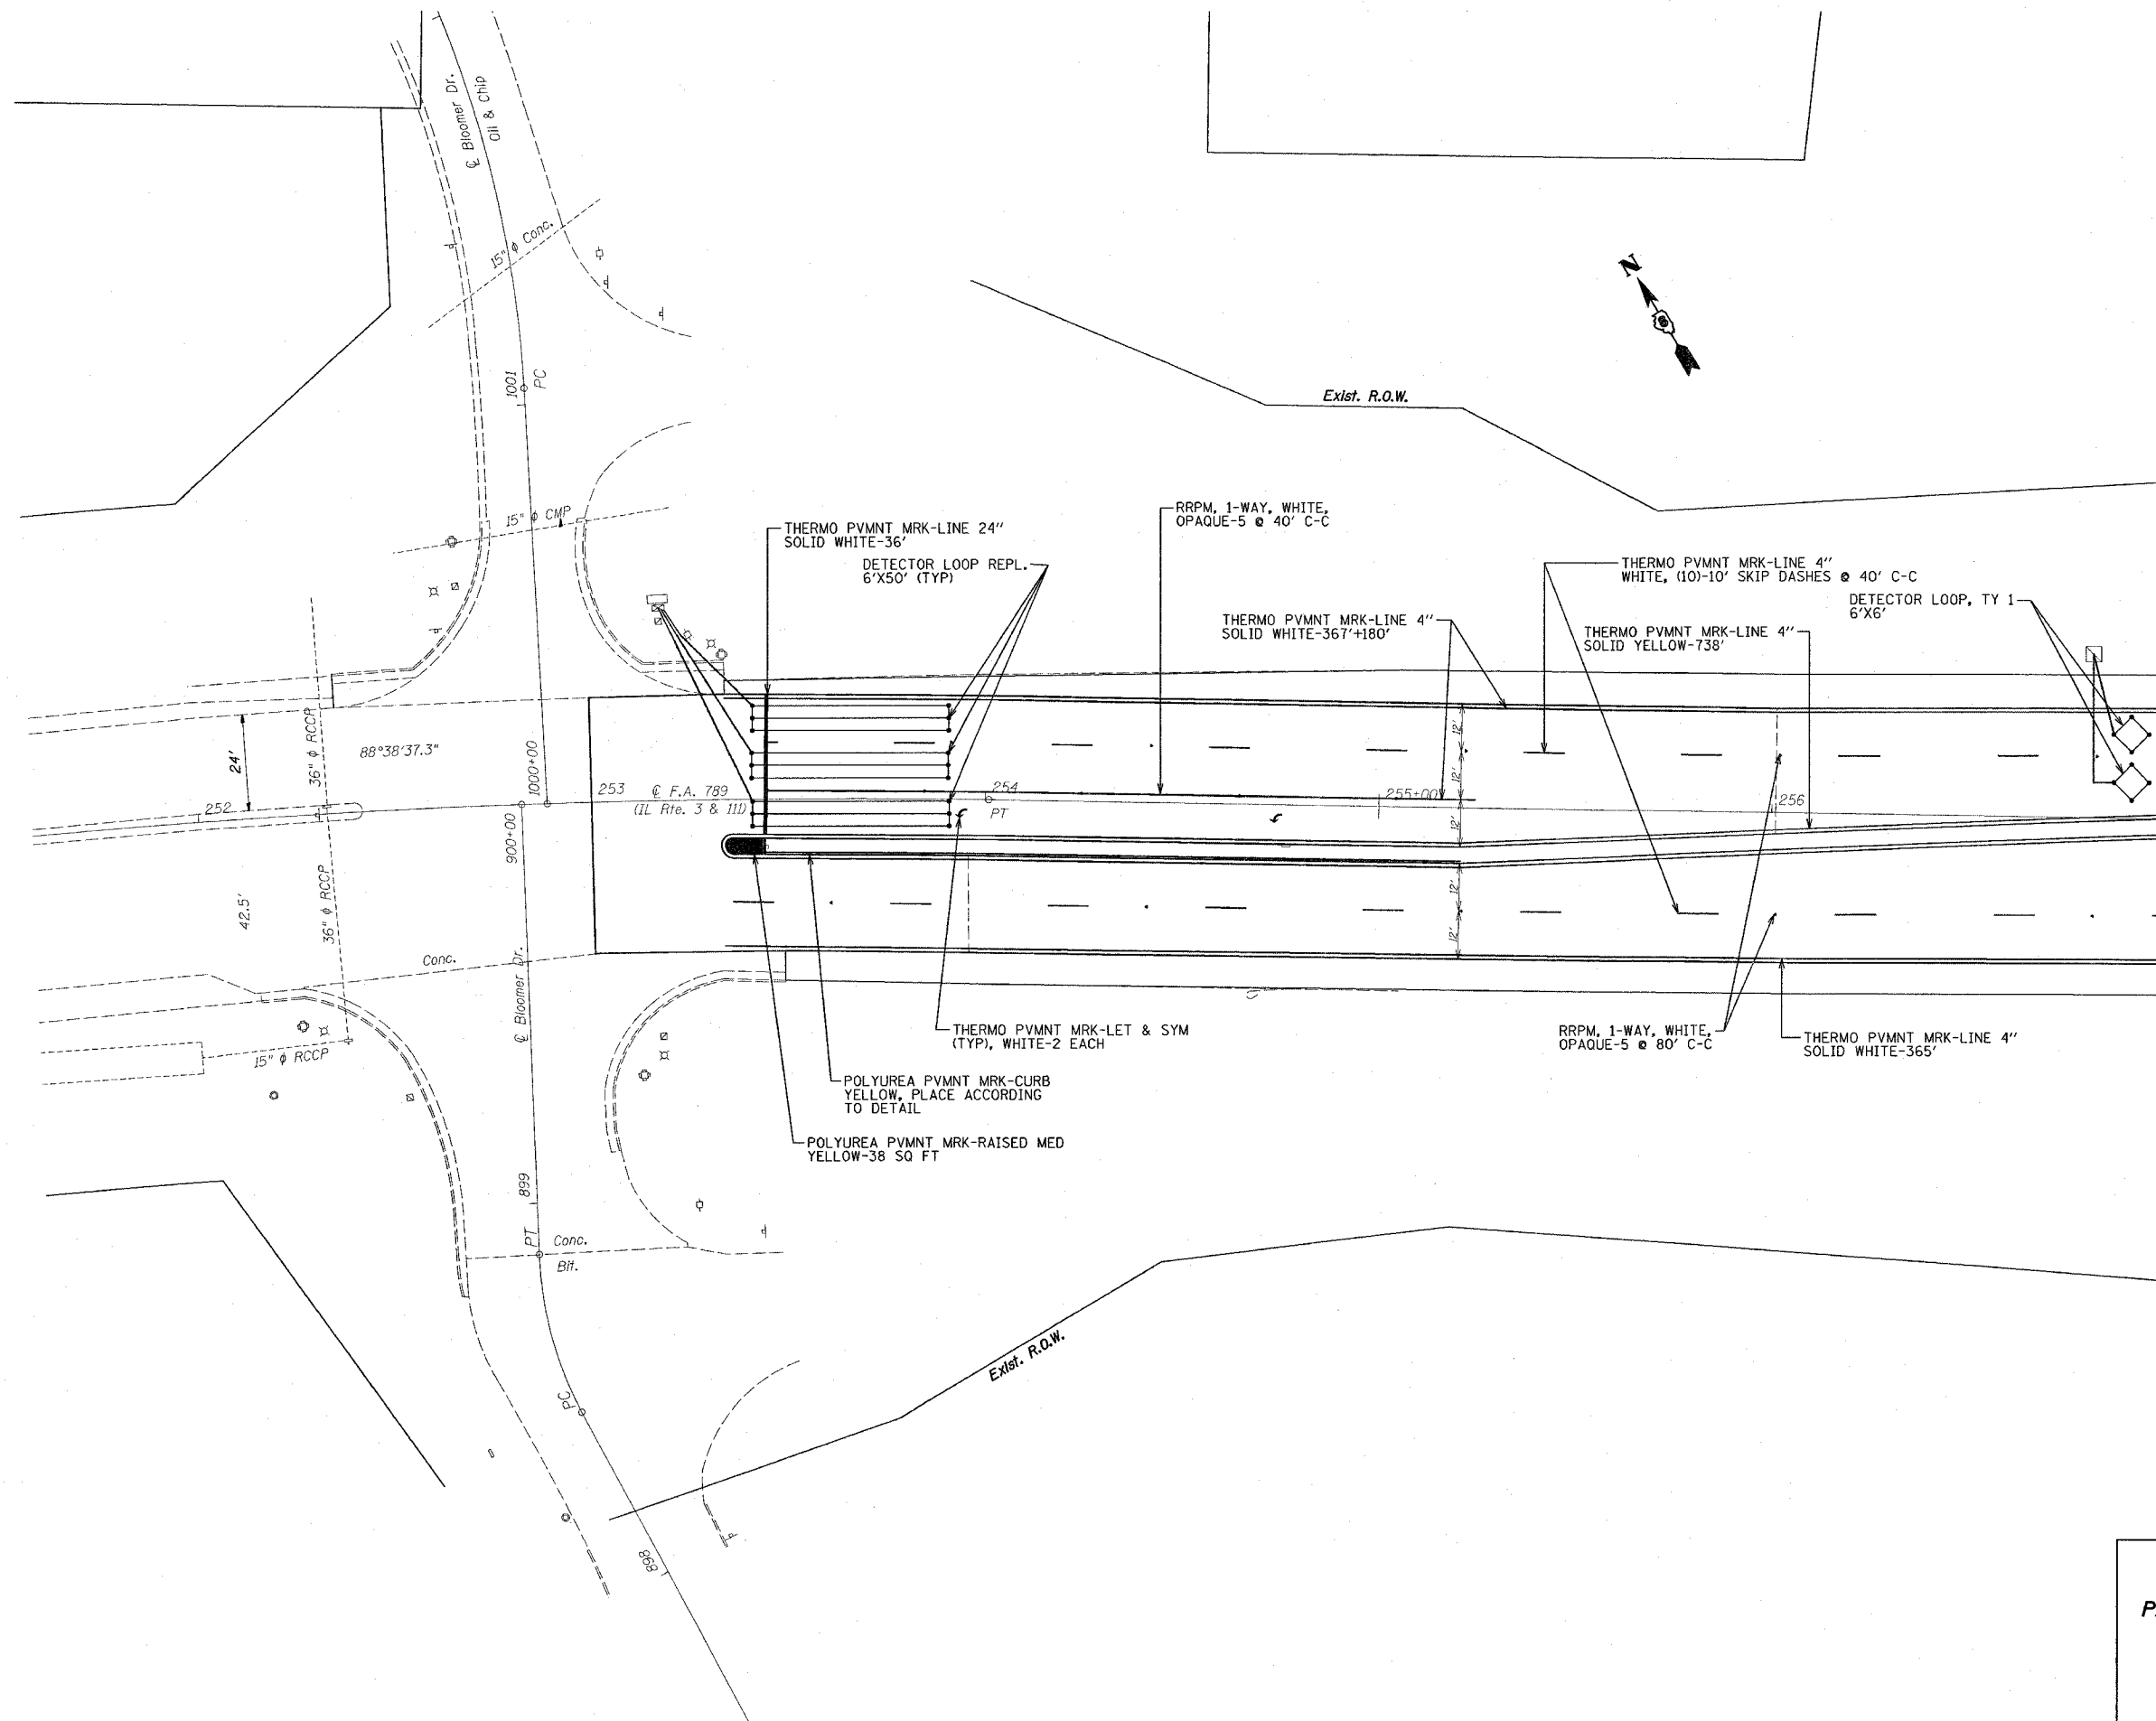 ℄ Bloomer Dr.
Oil & Chip
15" ϕ Conc.
N
1001
PC
Exist. R.O.W.
15" ϕ CMP
THERMO PVMNT MRK-LINE 24"
SOLID WHITE-36'
DETECTOR LOOP REPL.
6'X50' (TYP)
RRPM, 1-WAY, WHITE,
OPAQUE-5 @ 40' C-C
THERMO PVMNT MRK-LINE 4"
WHITE, (10)-10' SKIP DASHES @ 40' C-C
DETECTOR LOOP, TY 1
6'X6'
THERMO PVMNT MRK-LINE 4"
SOLID WHITE-367'+180'
THERMO PVMNT MRK-LINE 4"
SOLID YELLOW-738'
24'
36" ϕ RCCP
88°38'37.3"
1000+00
252
253
℄ F.A. 789
(IL Rte. 3 & 111)
254
PT
255+00
256
12'
12'
12'
12'
12'
900+00
42.5'
36" ϕ RCCP
Conc.
℄ Bloomer Dr.
15" ϕ RCCP
THERMO PVMNT MRK-LET & SYM
(TYP), WHITE-2 EACH
RRPM, 1-WAY, WHITE,
OPAQUE-5 @ 80' C-C
THERMO PVMNT MRK-LINE 4"
SOLID WHITE-365'
POLYUREA PVMNT MRK-CURB
YELLOW, PLACE ACCORDING
TO DETAIL
POLYUREA PVMNT MRK-RAISED MED
YELLOW-38 SQ FT
899
PT
Conc.
Bit.
PC
Exist. R.O.W.
898
P